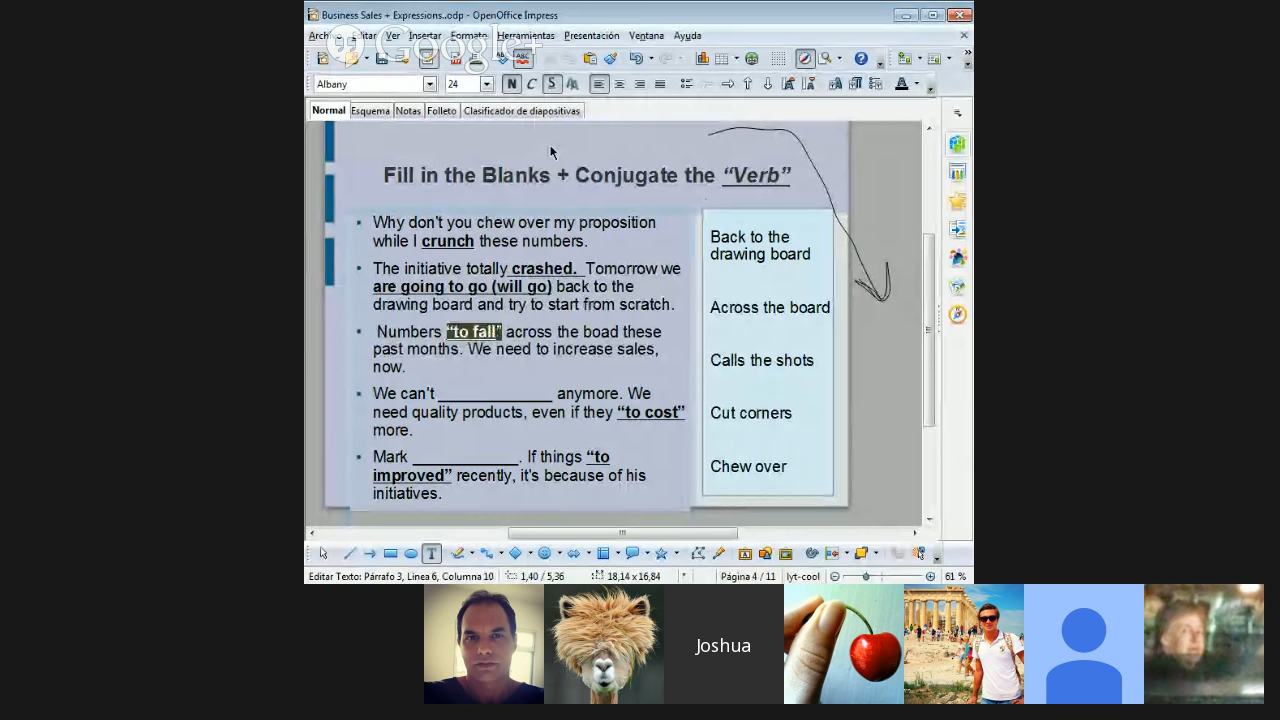 Business Sales + Expressions..odp - OpenOffice Impress
Google+
Archivo Editar Ver Insertar Formato Herramientas Presentación Ventana Ayuda
Albany 24 N C S
Normal Esquema Notas Folleto Clasificador de diapositivas
Fill in the Blanks + Conjugate the “Verb”
Why don't you chew over my proposition
while I crunch these numbers.
The initiative totally crashed. Tomorrow we
are going to go (will go) back to the
drawing board and try to start from scratch.
Numbers “to fall” across the boad these
past months. We need to increase sales,
now.
We can't ______________ anymore. We
need quality products, even if they “to cost”
more.
Mark _____________. If things “to
improved” recently, it's because of his
initiatives.
Back to the
drawing board
Across the board
Calls the shots
Cut corners
Chew over
Editar Texto: Párrafo 3, Línea 6, Columna 10 1,40 / 5,36 18,14 x 16,84 * Página 4 / 11 lyt-cool 61 %
Joshua